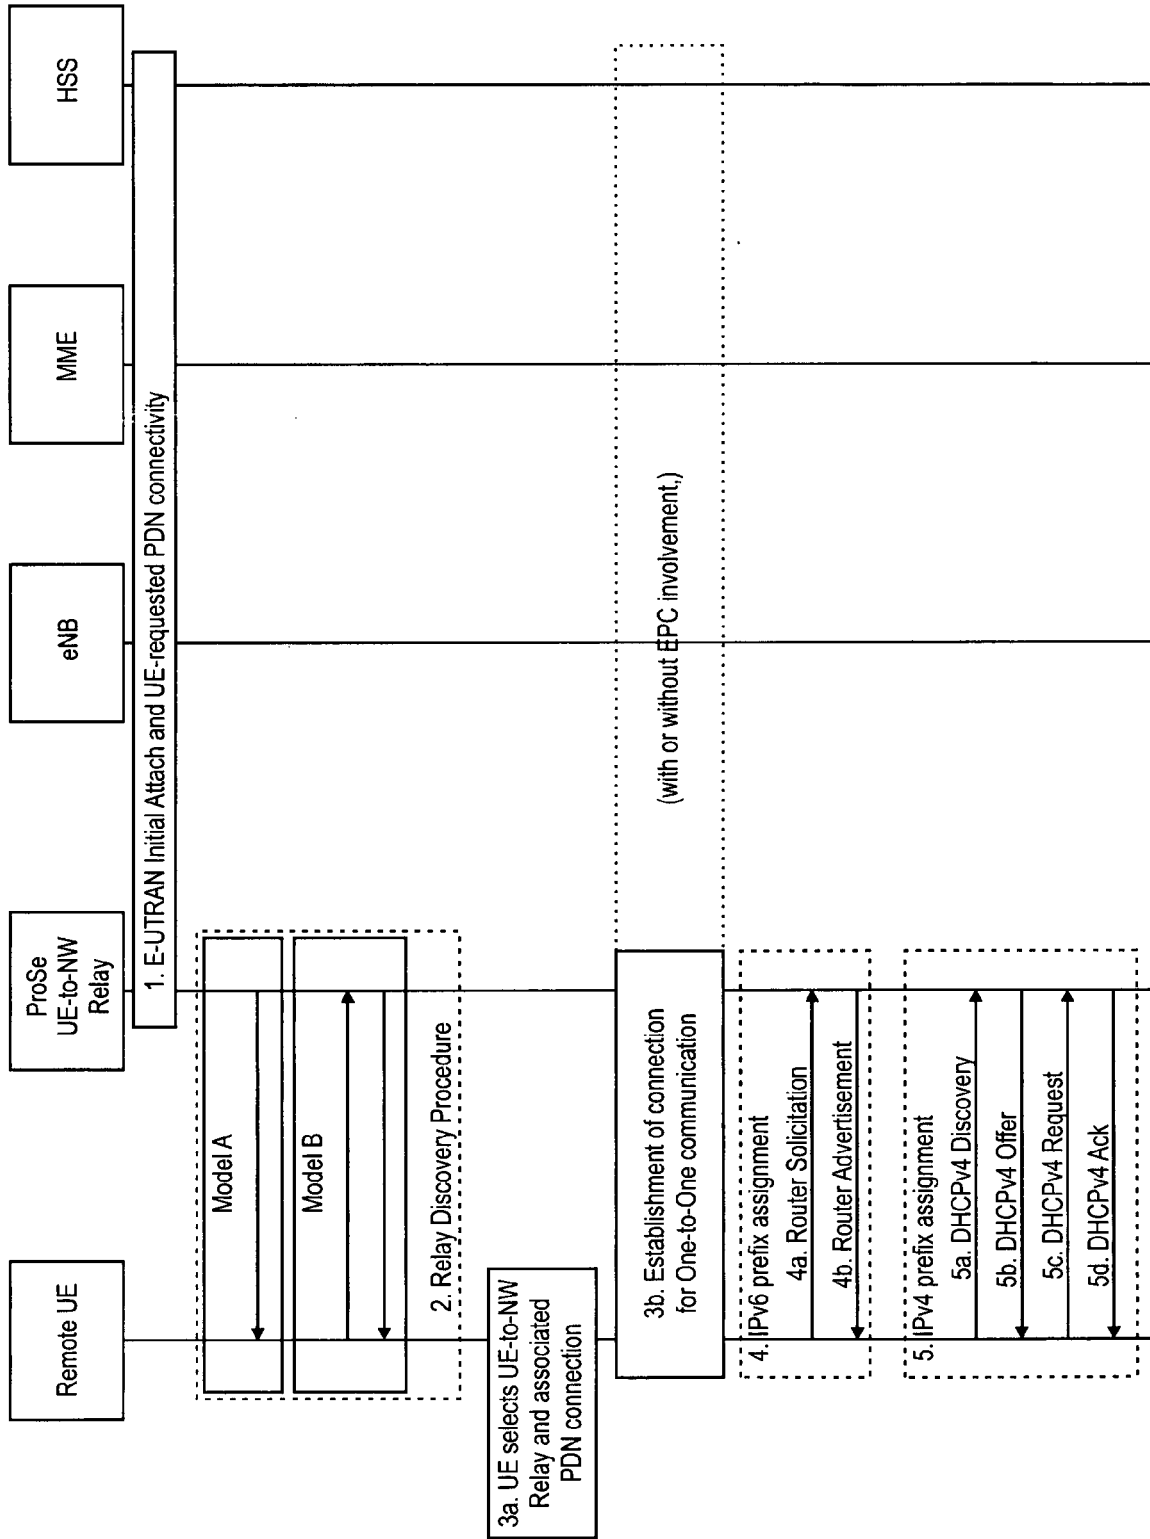 Remote UE
ProSe
UE-to-NW
Relay
eNB
MME
HSS
1. E-UTRAN Initial Attach and UE-requested PDN connectivity
Model A
Model B
2. Relay Discovery Procedure
3a. UE selects UE-to-NW
Relay and associated
PDN connection
3b. Establishment of connection
for One-to-One communication
(with or without EPC involvement,)
4. IPv6 prefix assignment
4a. Router Solicitation
4b. Router Advertisement
5. IPv4 prefix assignment
5a. DHCPv4 Discovery
5b. DHCPv4 Offer
5c. DHCPv4 Request
5d. DHCPv4 Ack